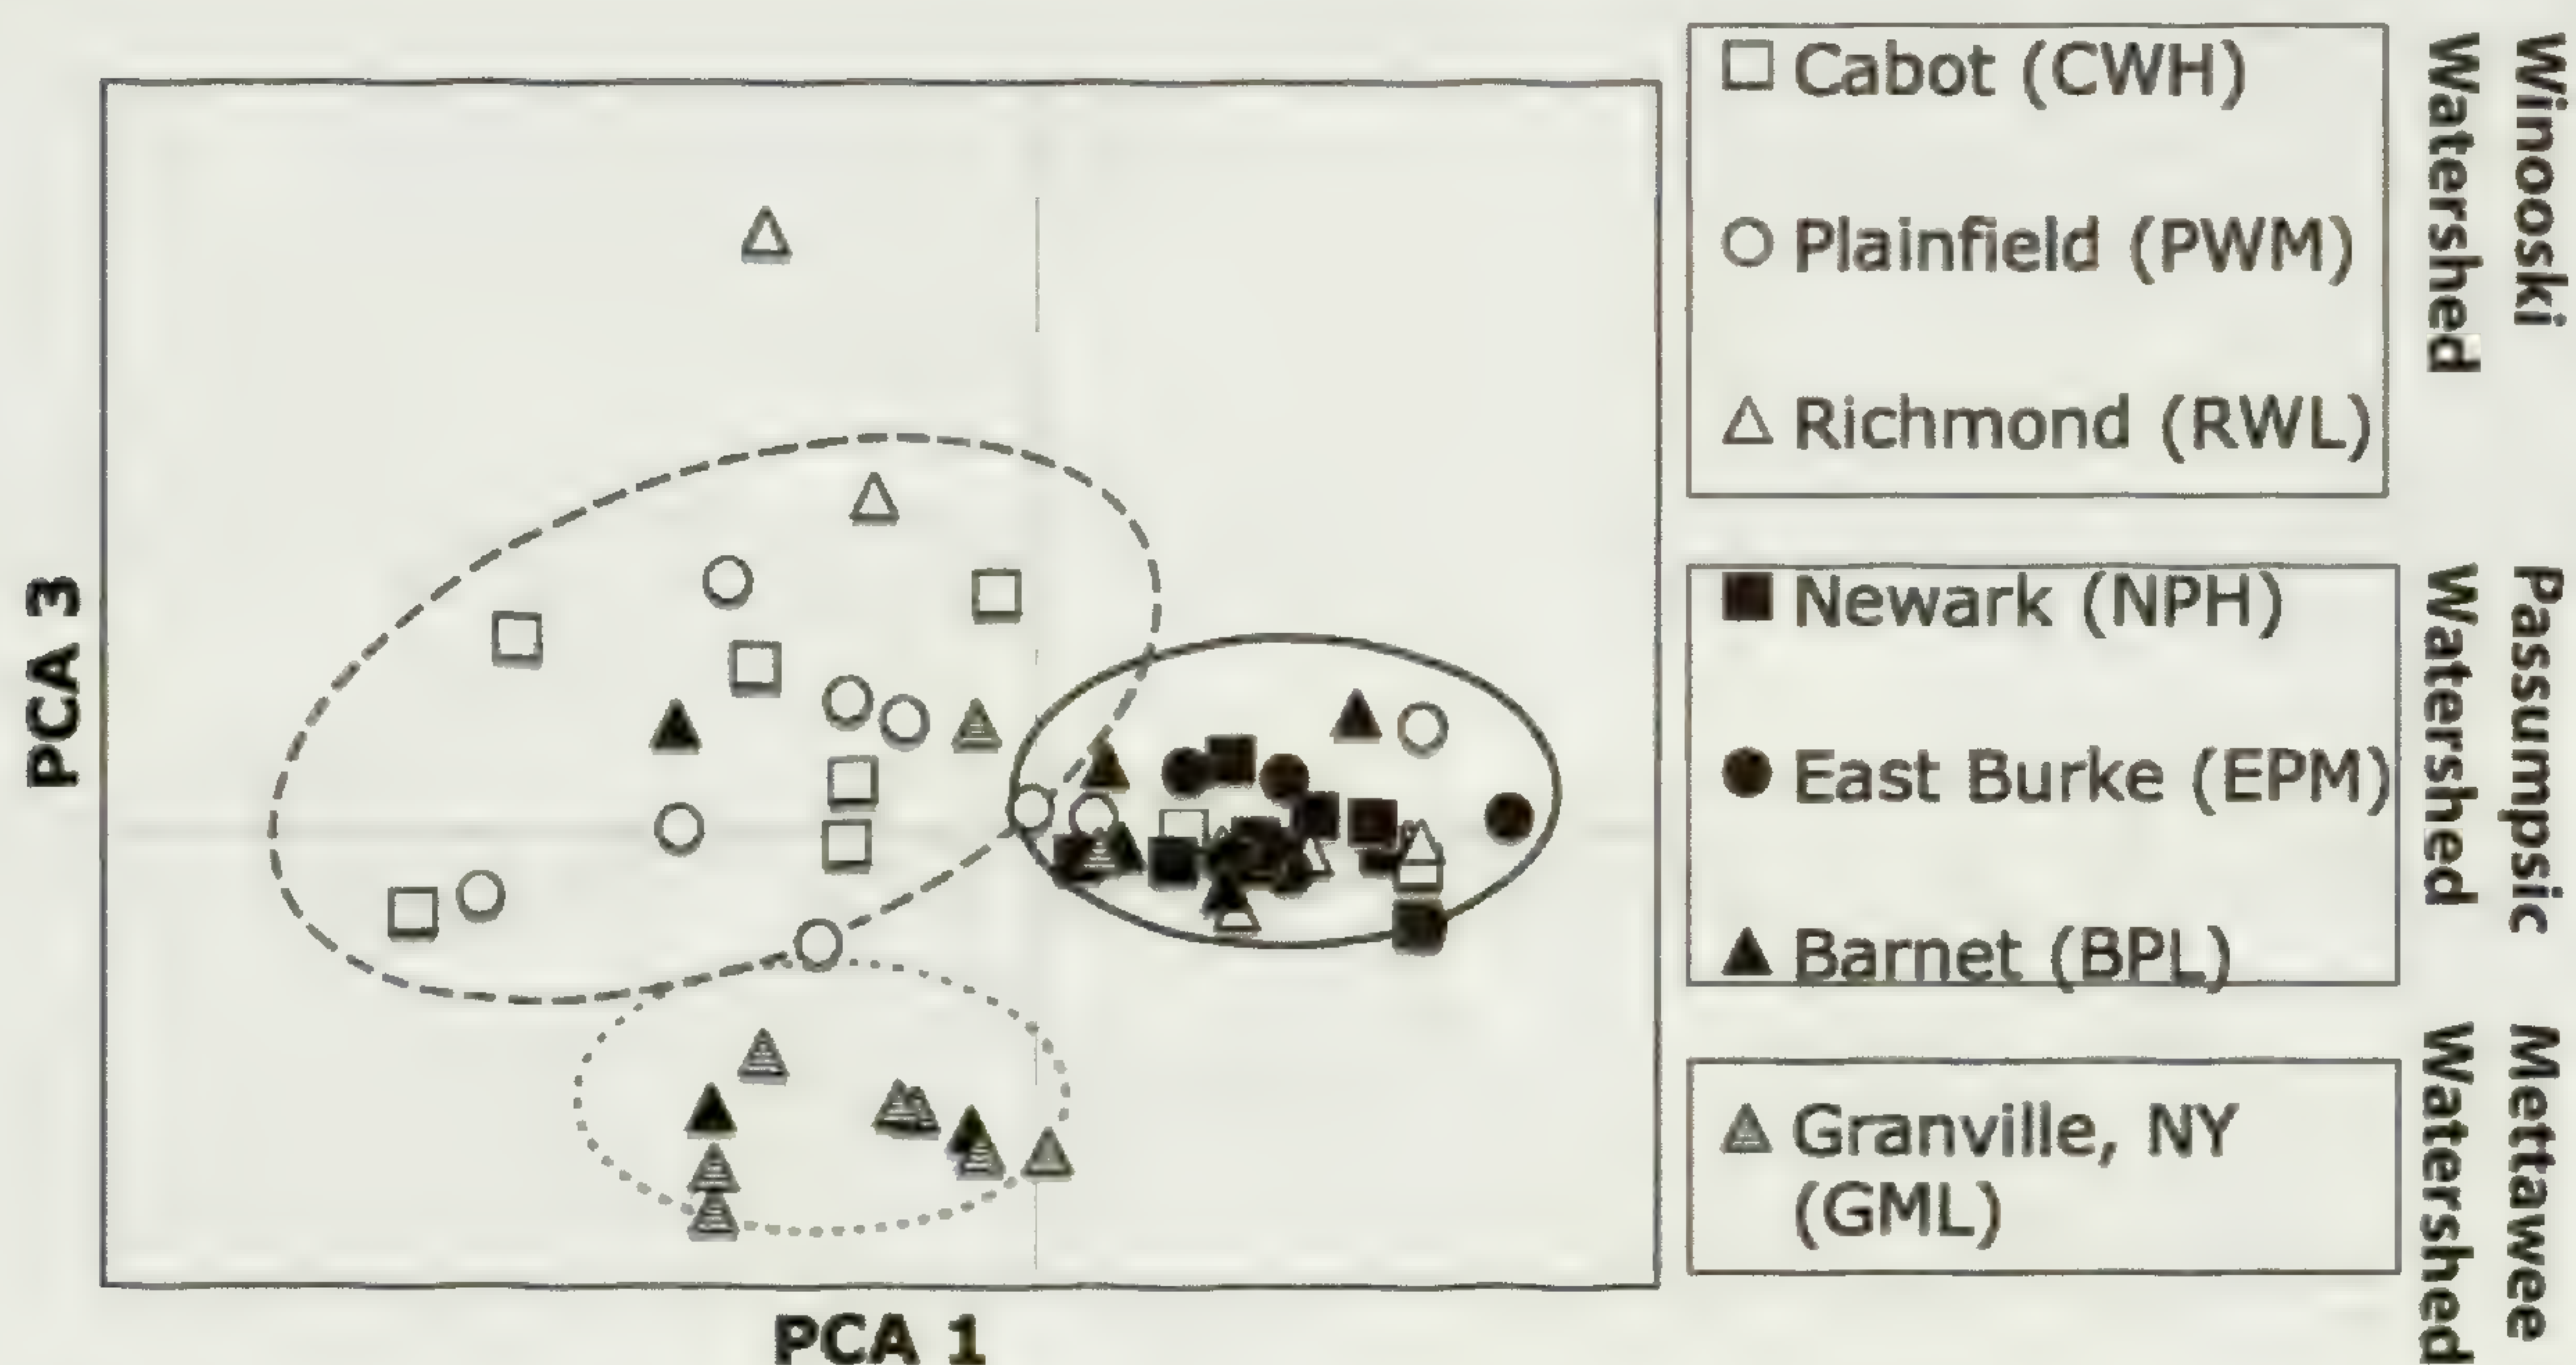 PCA 3
PCA 1
Cabot (CWH)
Plainfield (PWM)
Richmond (RWL)
Winooski
Watershed
Newark (NPH)
East Burke (EPM)
Barnet (BPL)
Passumpsic
Watershed
Granville, NY
(GML)
Mettawee
Watershed